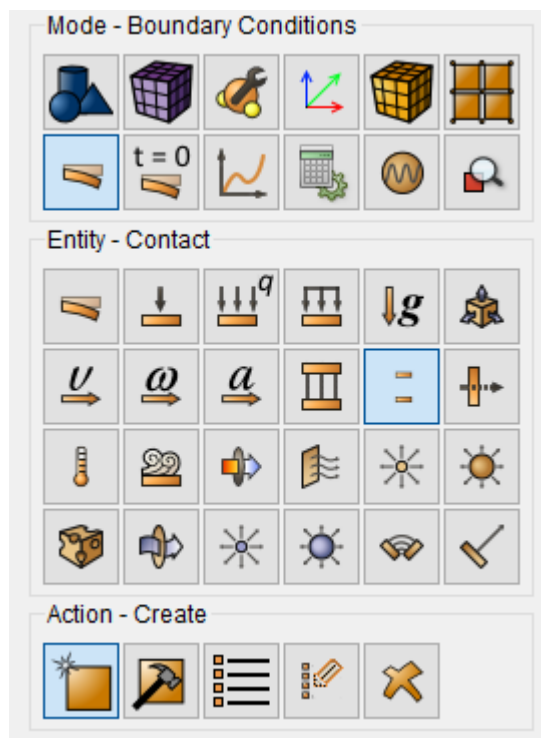 Mode - Boundary Conditions
t = 0
Entity - Contact
q
g
υ ω a
Action - Create